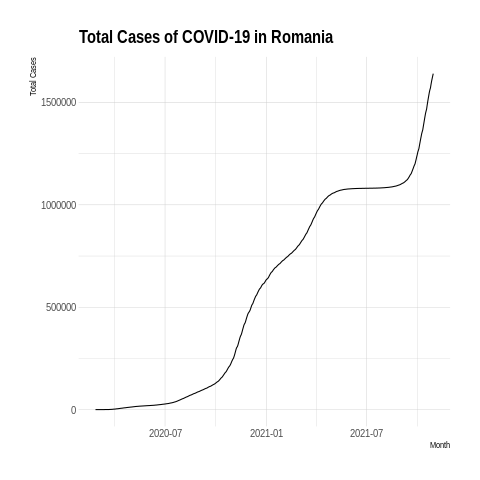 Total Cases of COVID-19 in Romania
Total Cases
1500000
1000000
500000
0
2020-07 2021-01 2021-07
Month